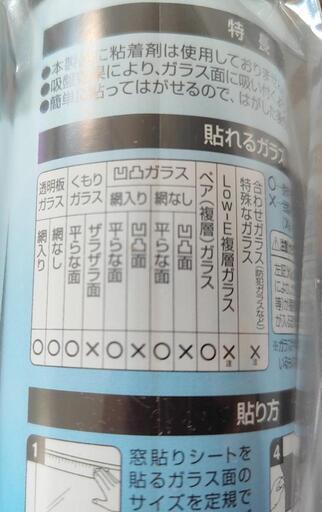 特長
●本製品に粘着剤は使用しておりま
●吸盤効果により、ガラス面に吸い付
●簡単に貼ってはがせるので、はがした
貼れるガラス
透明板ガラス
くもりガラス
凹凸ガラス
網入り
網なし
ペア(複層)ガラス
Low-E複層ガラス
特殊なガラス
合わせガラス(防犯ガラスなど)
網入り
網なし
平らな面
ザラザラ面
平らな面
凹凸面
平らな面
凹凸面
○ ○ ○ × ○ × ○ × ○ ×注 ×注
貼り方
1
窓貼りシートを
貼るガラス面の
サイズを定規で
4